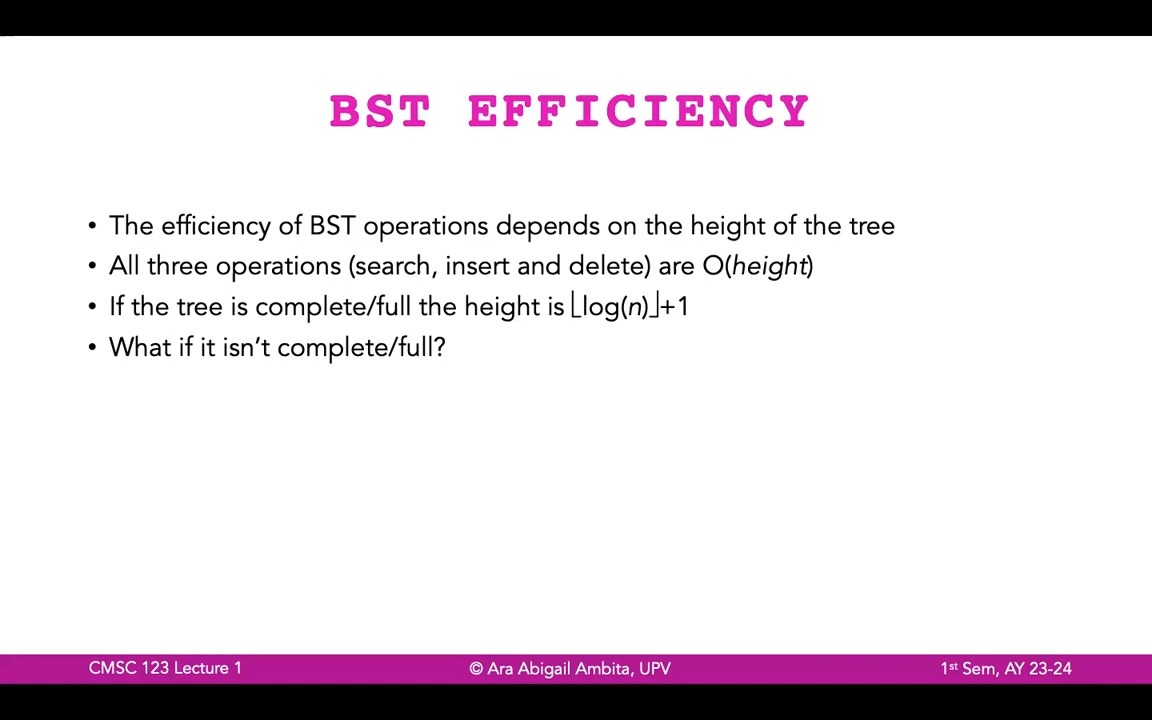 BST EFFICIENCY
• The efficiency of BST operations depends on the height of the tree
• All three operations (search, insert and delete) are O(height)
• If the tree is complete/full the height is ⌊log(n)⌋+1
• What if it isn’t complete/full?
CMSC 123 Lecture 1
© Ara Abigail Ambita, UPV
1st Sem, AY 23-24